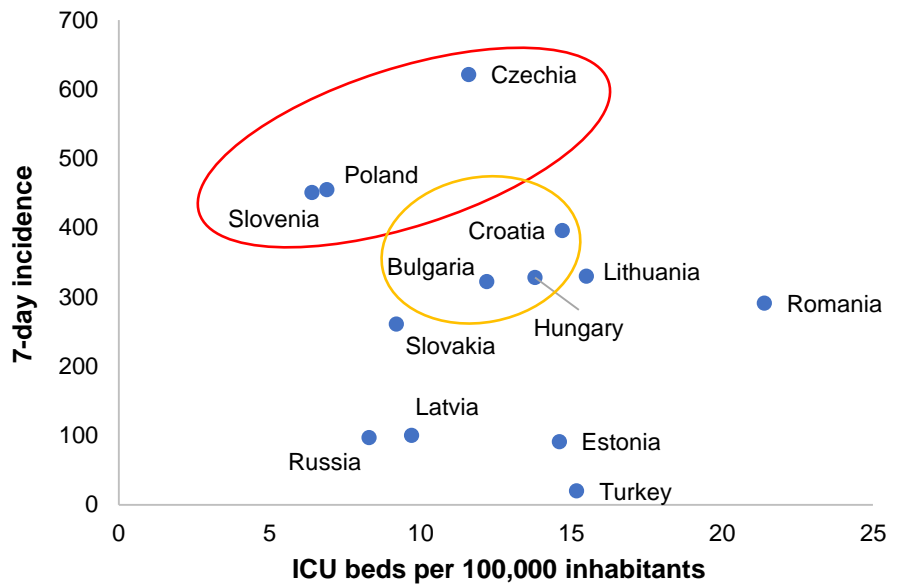 700
600
500
400
300
200
100
0
7-day incidence
Czechia
Poland
Slovenia
Croatia
Bulgaria
Lithuania
Romania
Hungary
Slovakia
Latvia
Russia
Estonia
Turkey
0
5
10
15
20
25
ICU beds per 100,000 inhabitants